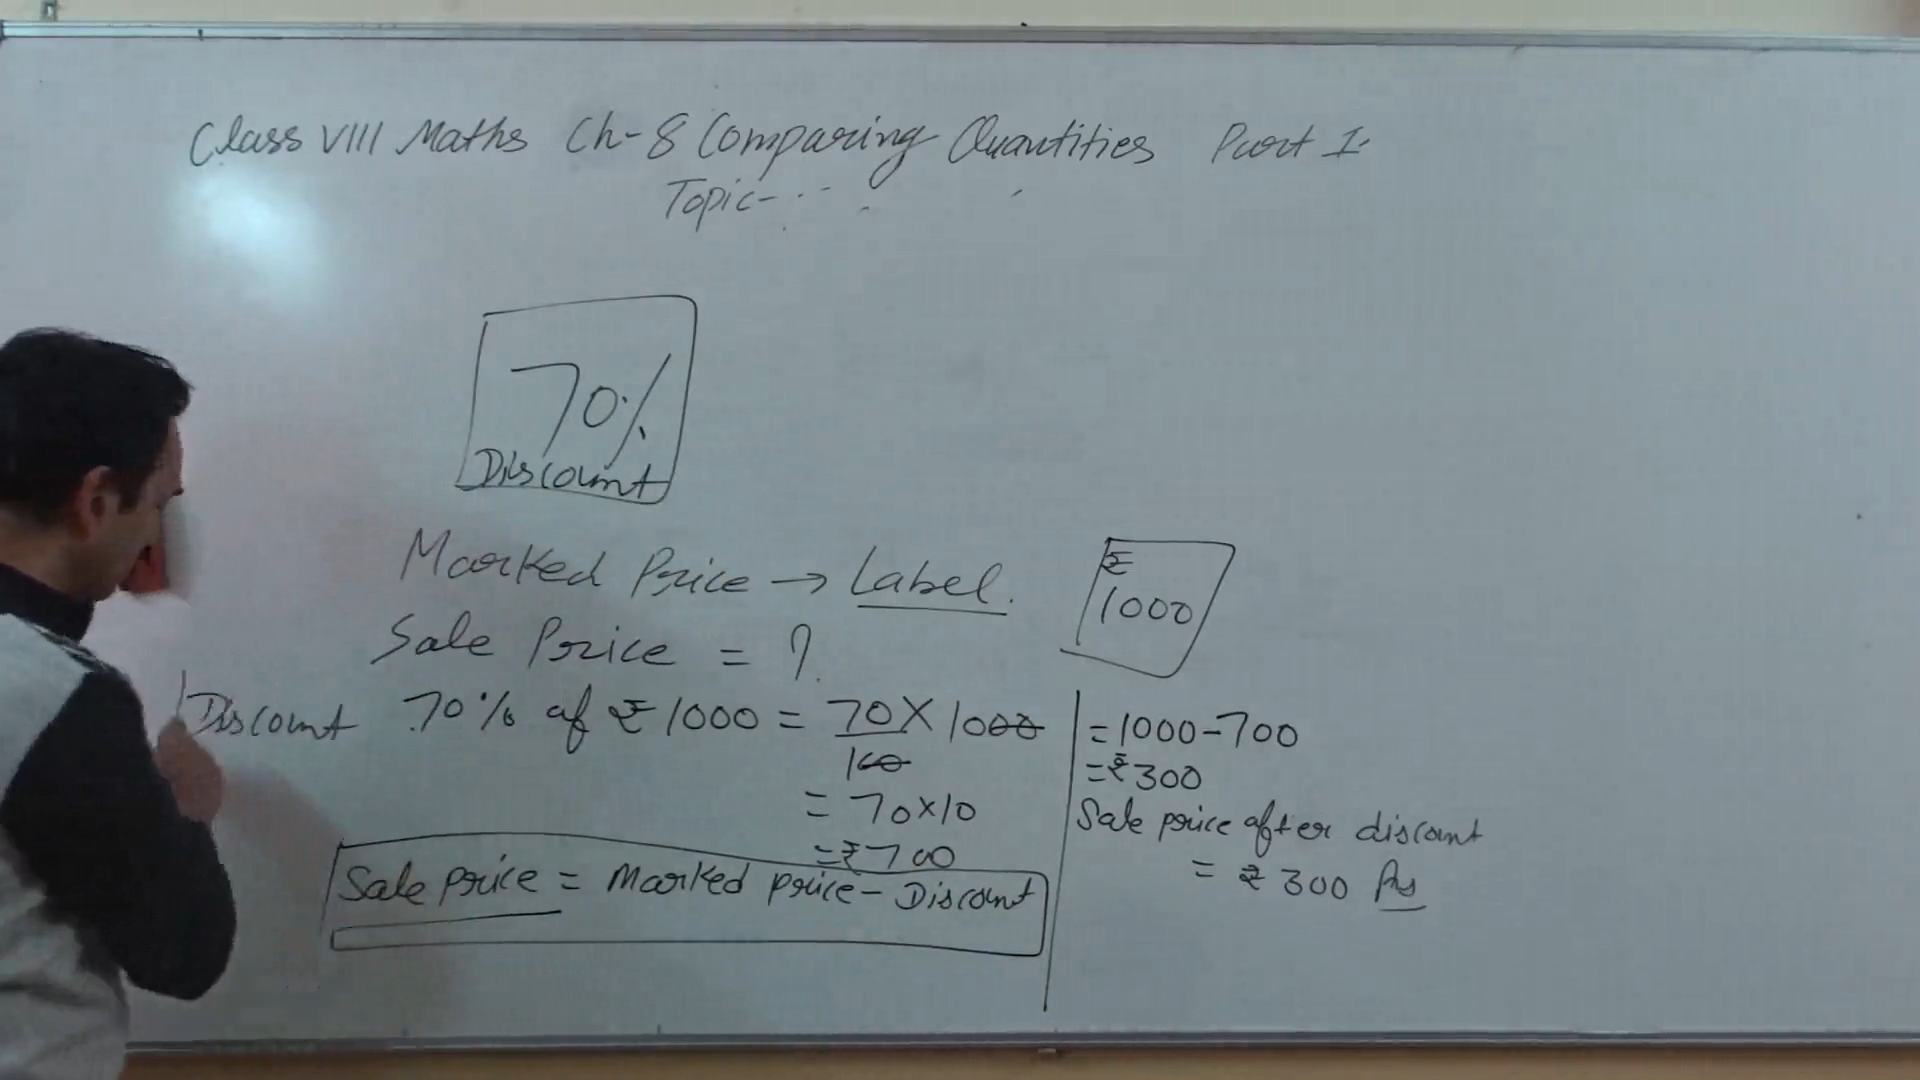 Class VIII Maths Ch-8 Comparing Quantities Part I.
Topic-
70%
Discount
Marked Price → Label.
₹
1000
Sale Price = ?
Discount 70% of ₹1000 = 70 X 1000
100
= 70×10
=₹700
Sale price = Marked price - Discount
= 1000-700
=₹300
Sale price after discount
= ₹ 300